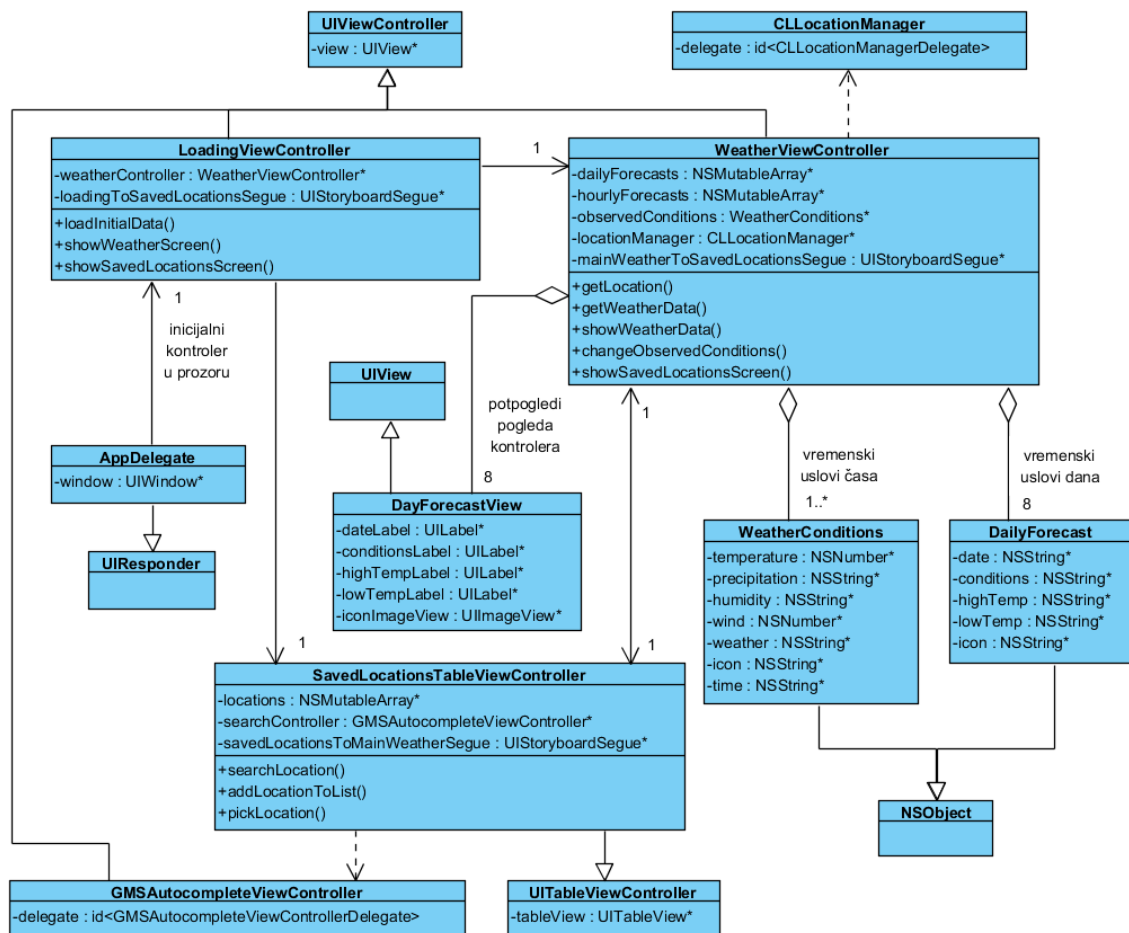 UIViewController
-view : UIView*
CLLocationManager
-delegate : id<CLLocationManagerDelegate>
LoadingViewController
-weatherController : WeatherViewController*
-loadingToSavedLocationsSegue : UIStoryboardSegue*
+loadInitialData()
+showWeatherScreen()
+showSavedLocationsScreen()
1
WeatherViewController
-dailyForecasts : NSMutableArray*
-hourlyForecasts : NSMutableArray*
-observedConditions : WeatherConditions*
-locationManager : CLLocationManager*
-mainWeatherToSavedLocationsSegue : UIStoryboardSegue*
+getLocation()
+getWeatherData()
+showWeatherData()
+changeObservedConditions()
+showSavedLocationsScreen()
1
inicijalni
kontroler
u prozoru
UIView
potpogledi
pogleda
kontrolera
8
1
vremenski
uslovi časa
1..*
vremenski
uslovi dana
8
AppDelegate
-window : UIWindow*
UIResponder
DayForecastView
-dateLabel : UILabel*
-conditionsLabel : UILabel*
-highTempLabel : UILabel*
-lowTempLabel : UILabel*
-iconImageView : UIImageView*
WeatherConditions
-temperature : NSNumber*
-precipitation : NSString*
-humidity : NSString*
-wind : NSNumber*
-weather : NSString*
-icon : NSString*
-time : NSString*
DailyForecast
-date : NSString*
-conditions : NSString*
-highTemp : NSString*
-lowTemp : NSString*
-icon : NSString*
1
1
SavedLocationsTableViewController
-locations : NSMutableArray*
-searchController : GMSAutocompleteViewController*
-savedLocationsToMainWeatherSegue : UIStoryboardSegue*
+searchLocation()
+addLocationToList()
+pickLocation()
NSObject
GMSAutocompleteViewController
-delegate : id<GMSAutocompleteViewControllerDelegate>
UITableViewController
-tableView : UITableView*